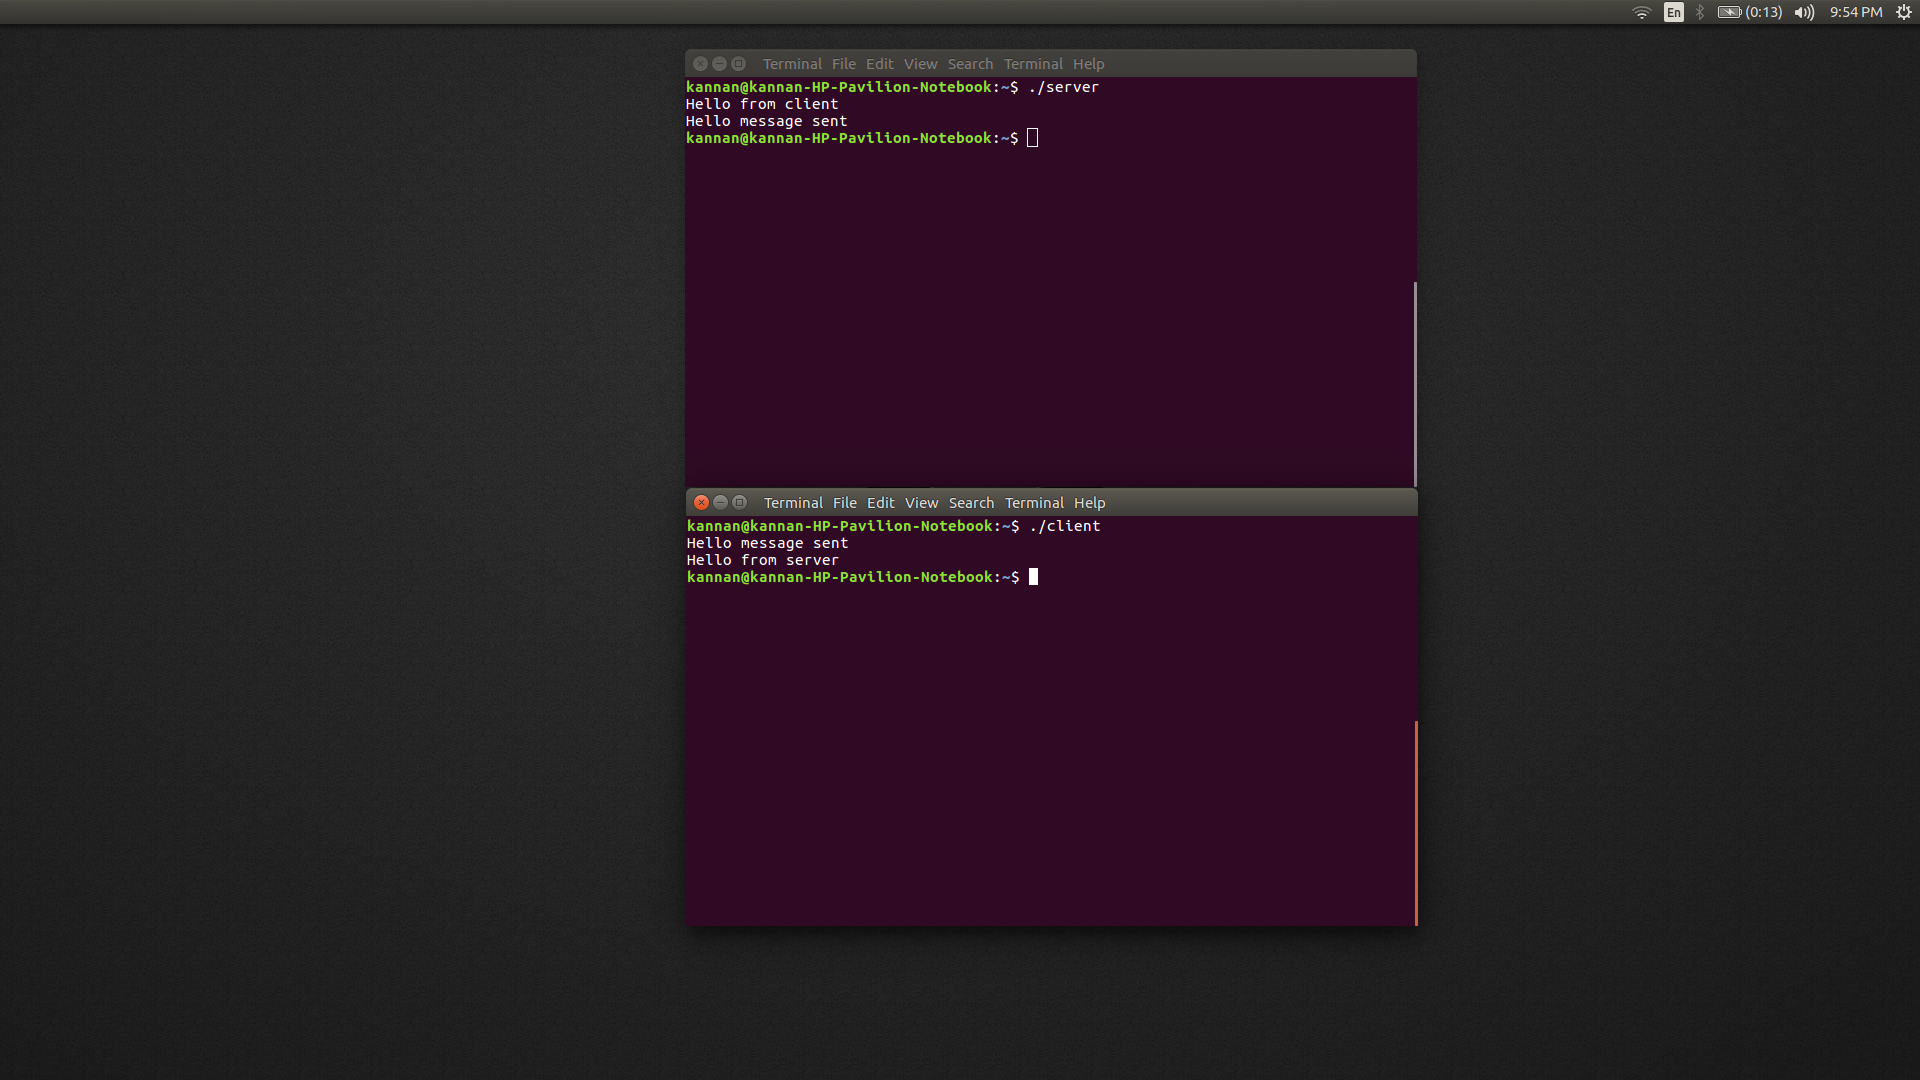 En (0:13) 9:54 PM
Terminal File Edit View Search Terminal Help
kannan@kannan-HP-Pavilion-Notebook:~$ ./server
Hello from client
Hello message sent
kannan@kannan-HP-Pavilion-Notebook:~$
Terminal File Edit View Search Terminal Help
kannan@kannan-HP-Pavilion-Notebook:~$ ./client
Hello message sent
Hello from server
kannan@kannan-HP-Pavilion-Notebook:~$